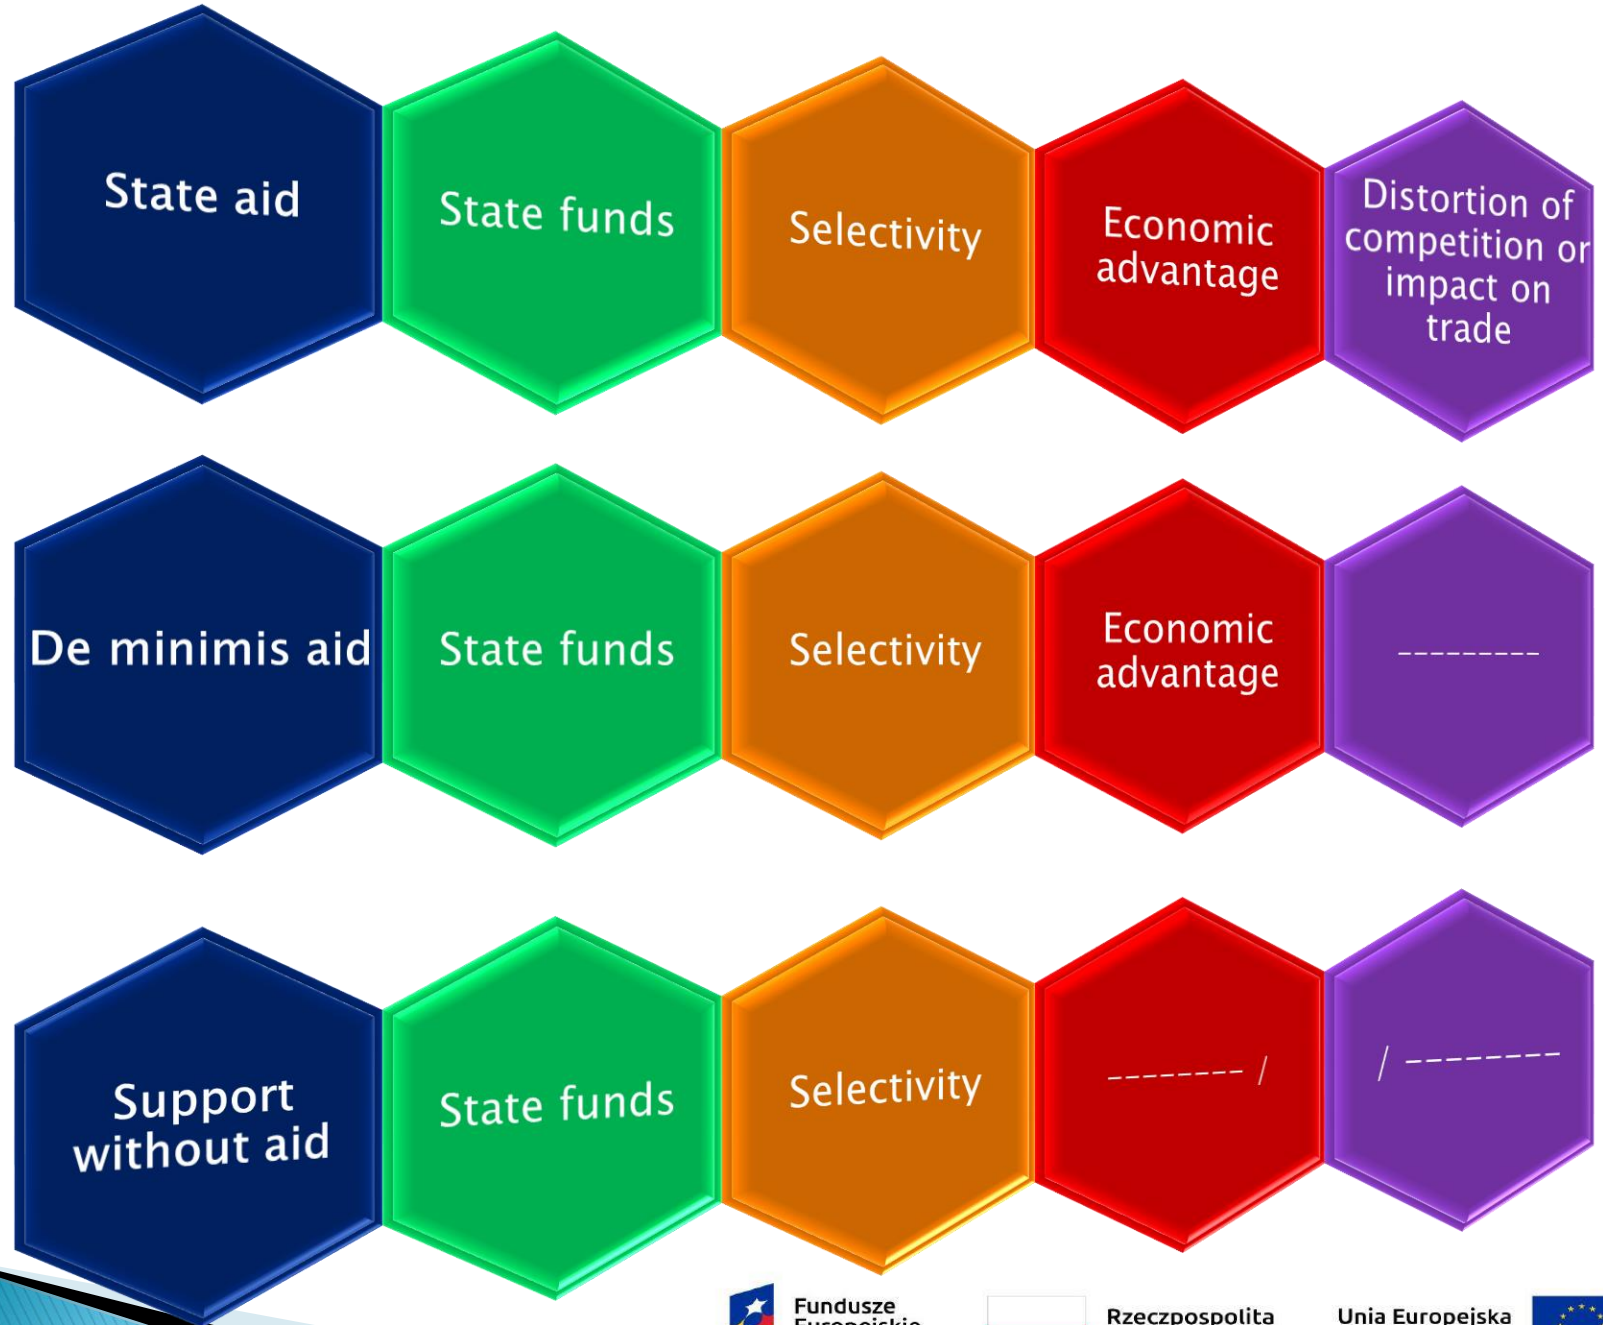 State aid
State funds
Selectivity
Economic
advantage
Distortion of
competition or
impact on
trade
De minimis aid
State funds
Selectivity
Economic
advantage
---------
Support
without aid
State funds
Selectivity
-------- /
/ --------
Fundusze
Europejskie
Rzeczpospolita
Unia Europejska